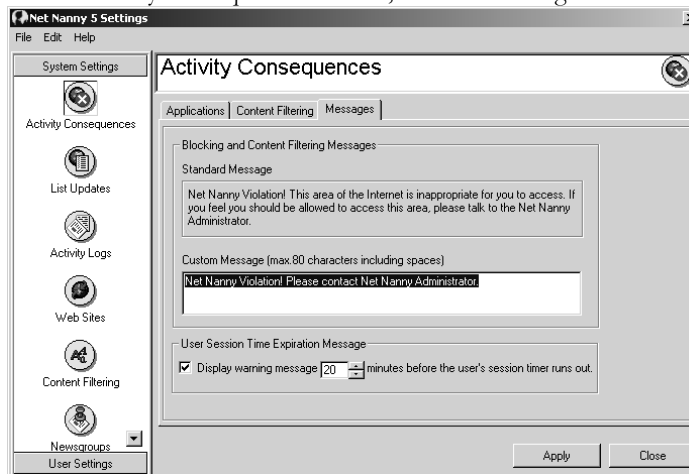 Net Nanny 5 Settings
File Edit Help
System Settings
Activity Consequences
List Updates
Activity Logs
Web Sites
Content Filtering
Newsgroups
User Settings
Activity Consequences
Applications Content Filtering Messages
Blocking and Content Filtering Messages
Standard Message
Net Nanny Violation! This area of the Internet is inappropriate for you to access. If
you feel you should be allowed to access this area, please talk to the Net Nanny
Administrator.
Custom Message (max.80 characters including spaces)
Net Nanny Violation! Please contact Net Nanny Administrator.
User Session Time Expiration Message
Display warning message 20 minutes before the user's session timer runs out.
Apply Close